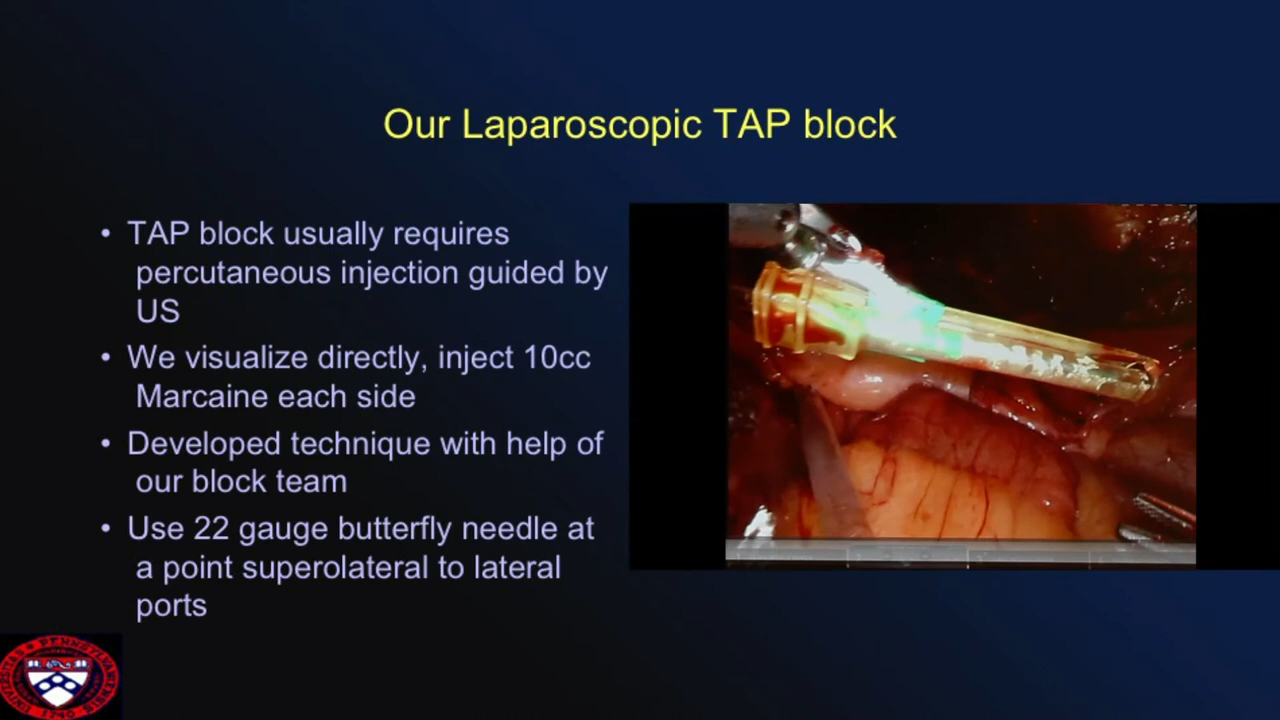 Our Laparoscopic TAP block
• TAP block usually requires
percutaneous injection guided by
US
• We visualize directly, inject 10cc
Marcaine each side
• Developed technique with help of
our block team
• Use 22 gauge butterfly needle at
a point superolateral to lateral
ports